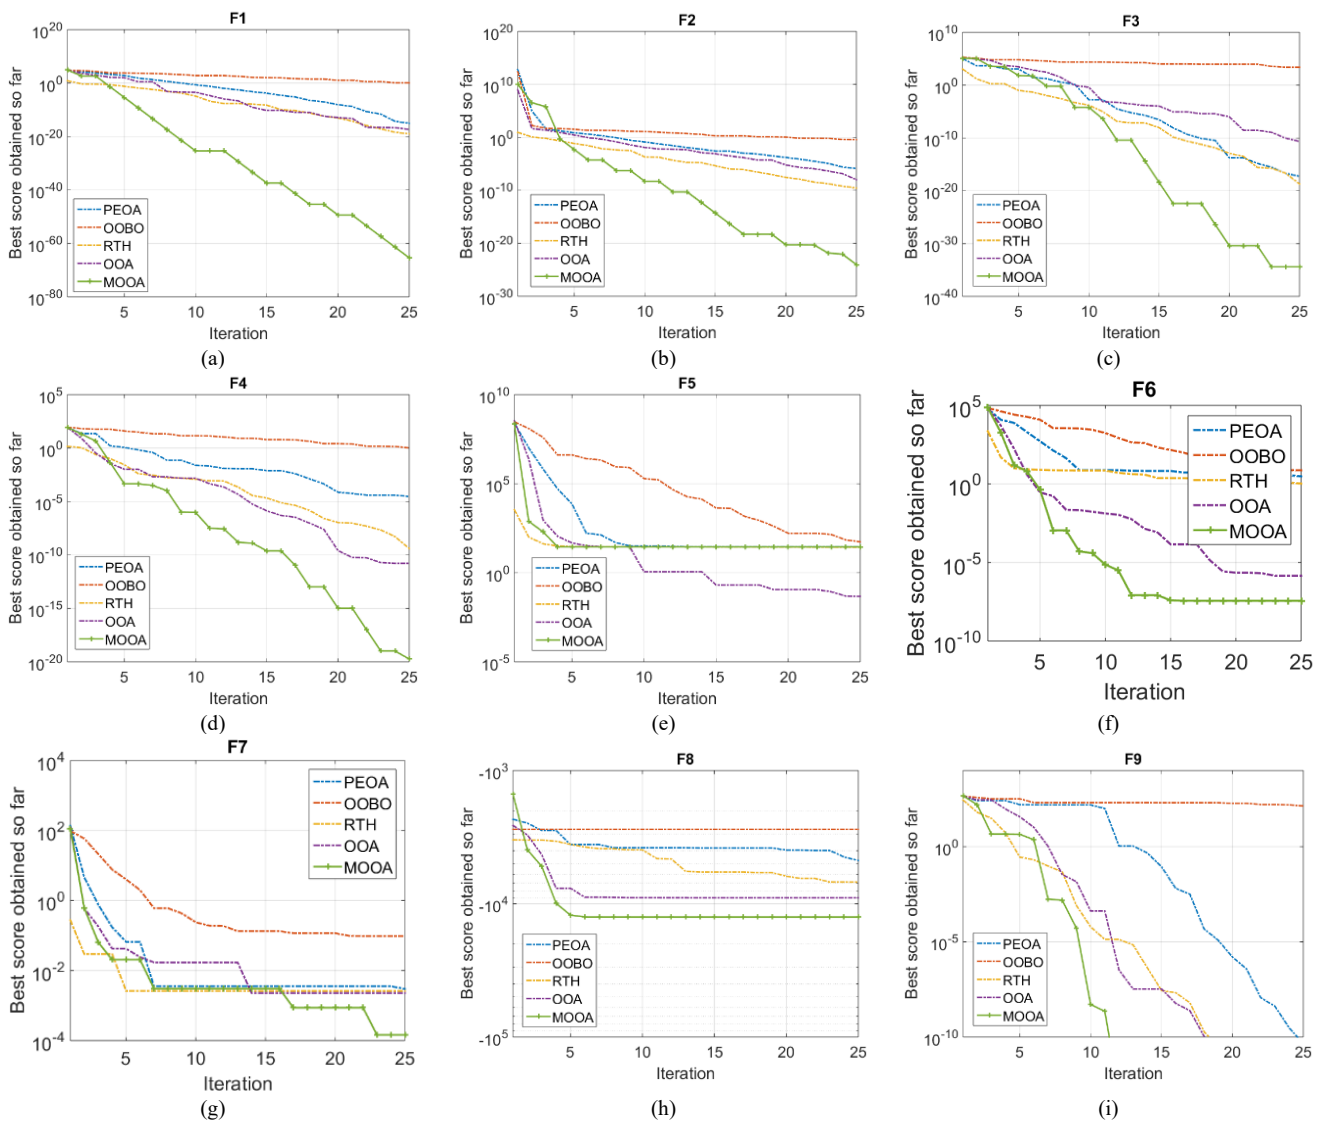 F1
Best score obtained so far
10^20
10^0
10^-20
10^-40
10^-60
10^-80
PEOA
OOBO
RTH
OOA
MOOA
5 10 15 20 25
Iteration
(a)
F2
Best score obtained so far
10^20
10^10
10^0
10^-10
10^-20
10^-30
PEOA
OOBO
RTH
OOA
MOOA
5 10 15 20 25
Iteration
(b)
F3
Best score obtained so far
10^10
10^0
10^-10
10^-20
10^-30
10^-40
PEOA
OOBO
RTH
OOA
MOOA
5 10 15 20 25
Iteration
(c)
F4
Best score obtained so far
10^5
10^0
10^-5
10^-10
10^-15
10^-20
PEOA
OOBO
RTH
OOA
MOOA
5 10 15 20 25
Iteration
(d)
F5
Best score obtained so far
10^10
10^5
10^0
10^-5
PEOA
OOBO
RTH
OOA
MOOA
5 10 15 20 25
Iteration
(e)
F6
Best score obtained so far
10^5
10^0
10^-5
10^-10
PEOA
OOBO
RTH
OOA
MOOA
5 10 15 20 25
Iteration
(f)
F7
Best score obtained so far
10^4
10^2
10^0
10^-2
10^-4
PEOA
OOBO
RTH
OOA
MOOA
5 10 15 20 25
Iteration
(g)
F8
Best score obtained so far
-10^3
-10^4
-10^5
PEOA
OOBO
RTH
OOA
MOOA
5 10 15 20 25
Iteration
(h)
F9
Best score obtained so far
10^0
10^-5
10^-10
PEOA
OOBO
RTH
OOA
MOOA
5 10 15 20 25
Iteration
(i)